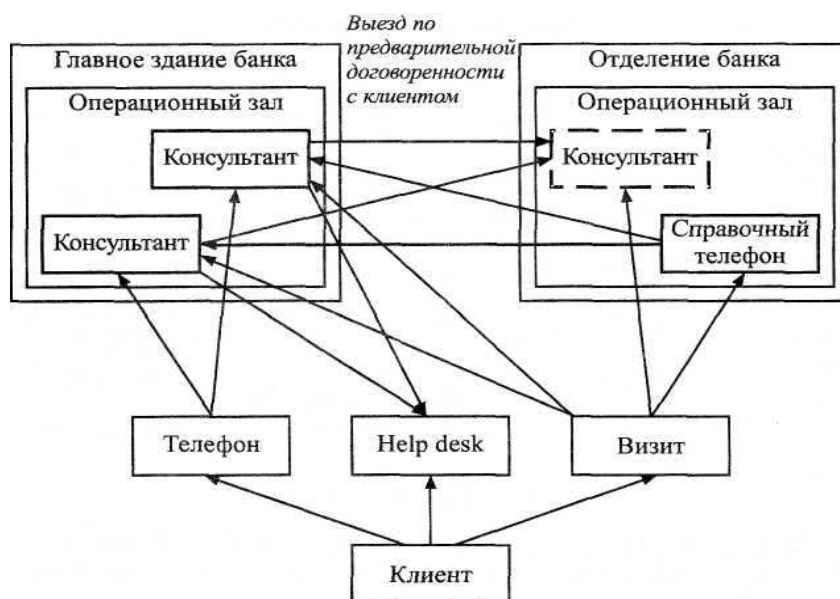 Выезд по
предварительной
договоренности
с клиентом
Главное здание банка
Операционный зал
Консультант
Консультант
Отделение банка
Операционный зал
Консультант
Справочный
телефон
Телефон
Help desk
Визит
Клиент